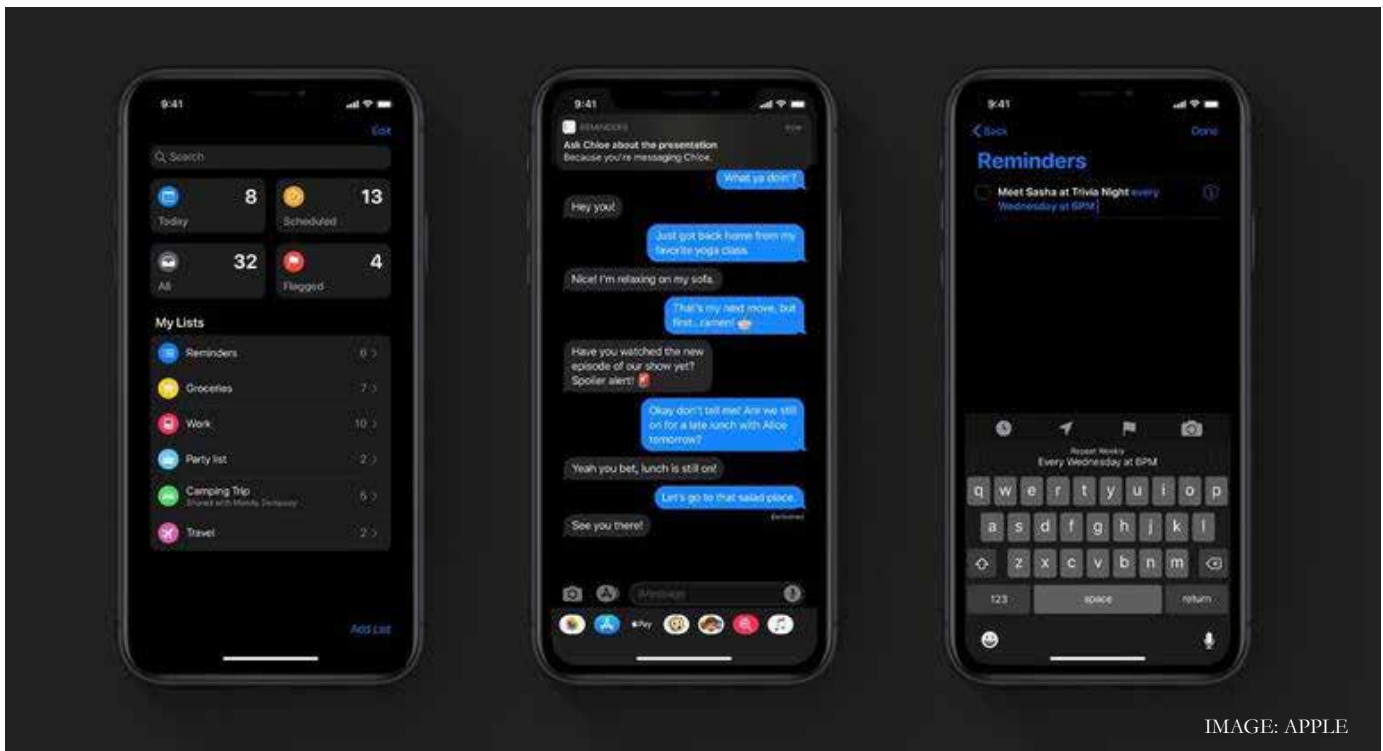 9:41
Edit
Search
8
13
Today
Scheduled
32
4
All
Flagged
My Lists
Reminders 6
Groceries 7
Work 10
Party list 2
Camping Trip 6
Shared with Mandy
Travel 2
Add List
9:41
REMINDERS now
Ask Chloe about the presentation
Because you're messaging Chloe.
What ya doin'?
Hey you!
Just got back home from my
favorite yoga class.
Nice! I'm relaxing on my sofa.
That's my next move, but
first...ramen!
Have you watched the new
episode of our show yet?
Spoiler alert!
Okay don't tell me! Are we still
on for a late lunch with Alice
tomorrow?
Yeah you bet, lunch is still on!
Let's go to that salad place.
Delivered
See you there!
iMessage
Pay
9:41
Back
Done
Reminders
Meet Sasha at Trivia Night every
Wednesday at 6PM
Repeat Weekly
Every Wednesday at 6PM
q w e r t y u i o p
a s d f g h j k l
z x c v b n m
123 space return
IMAGE: APPLE